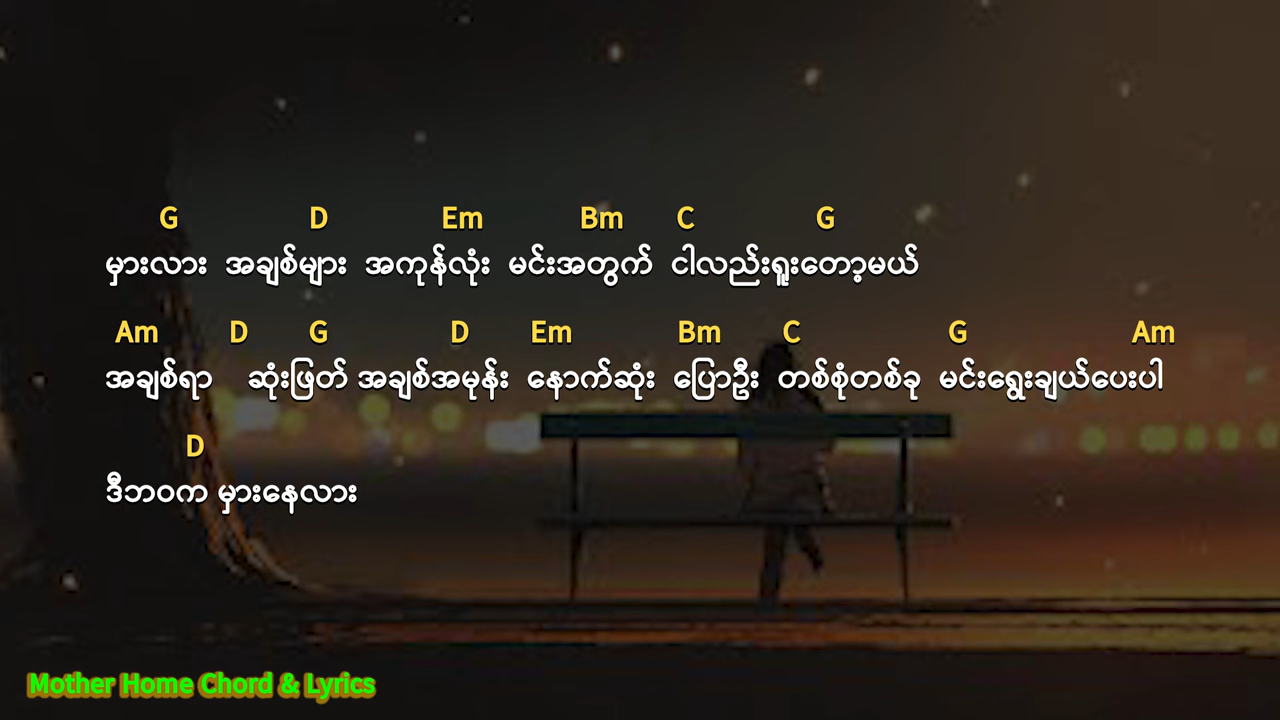 G D Em Bm C G
မှားလား အချစ်များ အကုန်လုံး မင်းအတွက် ငါလည်းရူးတော့မယ်
Am D G D Em Bm C G Am
အချစ်ရာ ဆုံးဖြတ် အချစ်အမုန်း နောက်ဆုံး ပြောဦး တစ်စုံတစ်ခု မင်းရွေးချယ်ပေးပါ
D
ဒီဘဝက မှားနေလား
Mother Home Chord & Lyrics